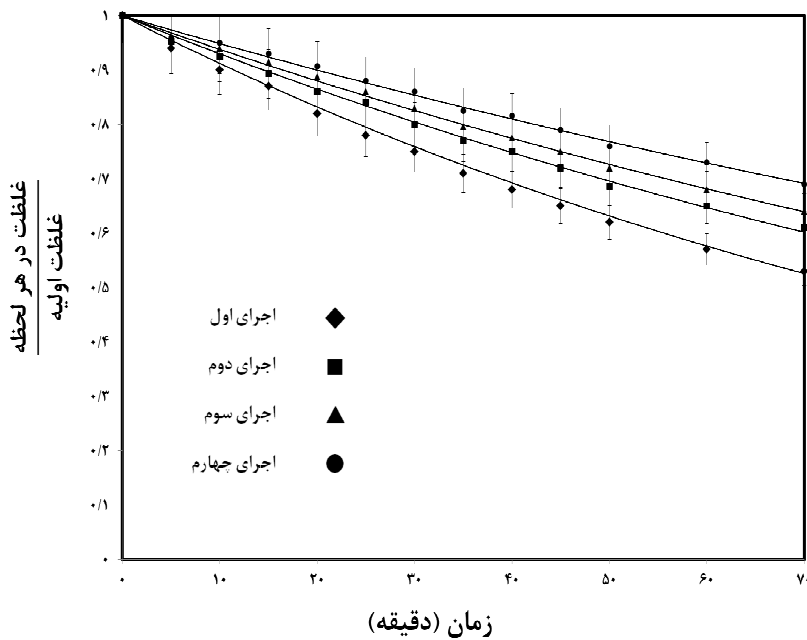 غلظت در هر لحظه
غلظت اولیه
۱
۰/۹
۰/۸
۰/۷
۰/۶
۰/۵
۰/۴
۰/۳
۰/۲
۰/۱
۰
اجرای اول
اجرای دوم
اجرای سوم
اجرای چهارم
۰ ۱۰ ۲۰ ۳۰ ۴۰ ۵۰ ۶۰ ۷۰
زمان (دقیقه)